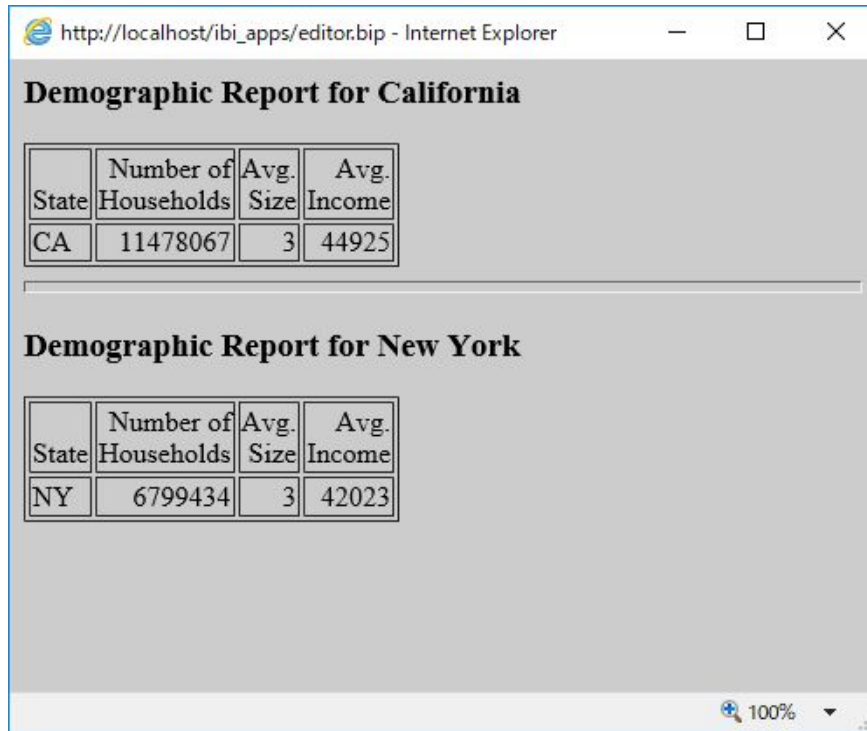 http://localhost/ibi_apps/editor.bip - Internet Explorer
Demographic Report for California
Number of Avg. Avg.
State Households Size Income
CA 11478067 3 44925
Demographic Report for New York
Number of Avg. Avg.
State Households Size Income
NY 6799434 3 42023
100%